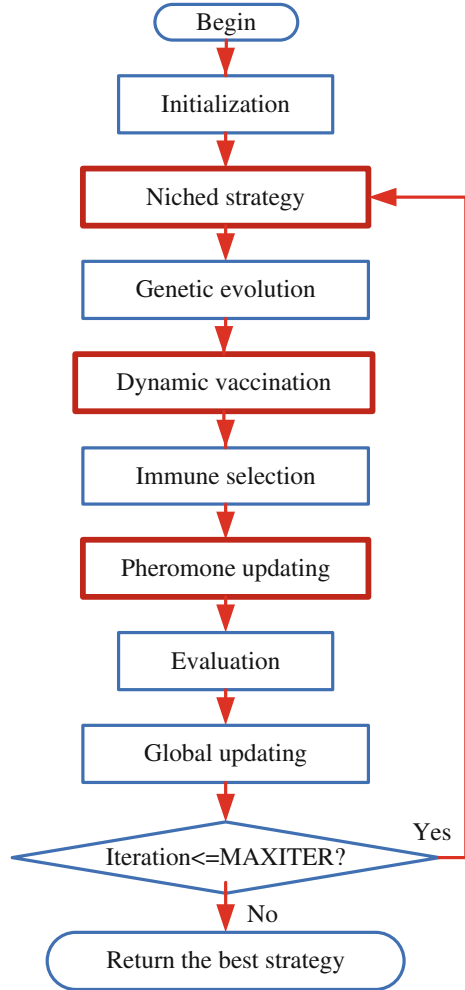 Begin
Initialization
Niched strategy
Genetic evolution
Dynamic vaccination
Immune selection
Pheromone updating
Evaluation
Global updating
Yes
Iteration<=MAXITER?
No
Return the best strategy